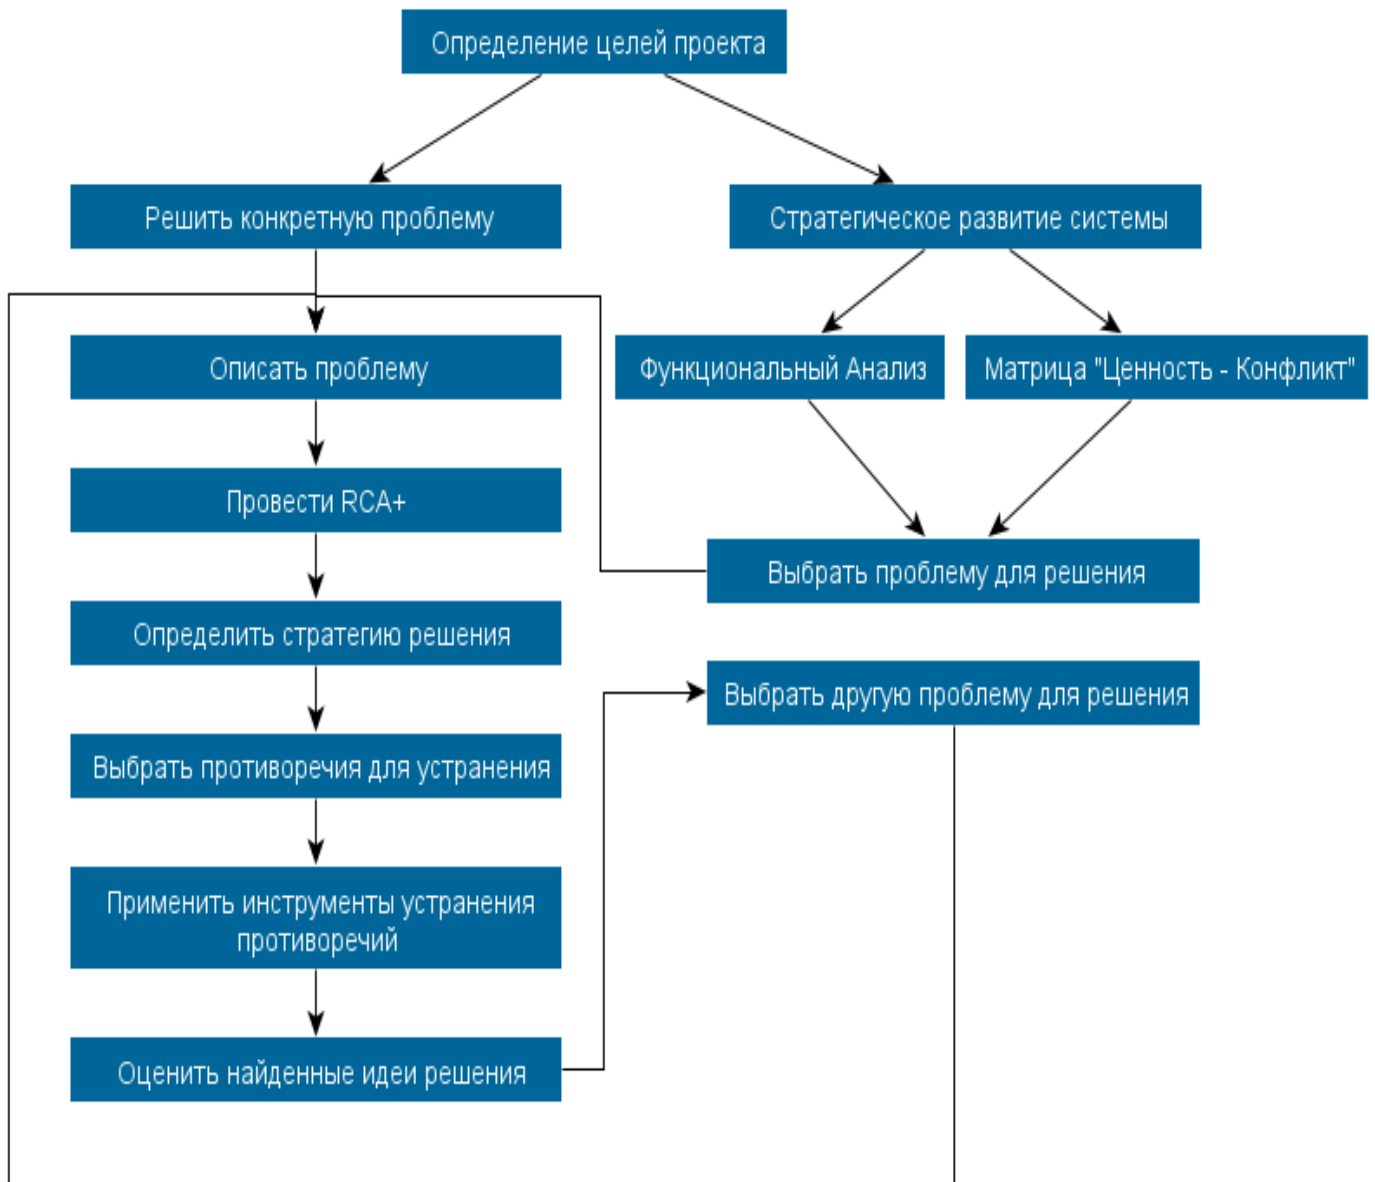 Определение целей проекта
Решить конкретную проблему
Стратегическое развитие системы
Описать проблему
Функциональный Анализ
Матрица "Ценность - Конфликт"
Провести RCA+
Выбрать проблему для решения
Определить стратегию решения
Выбрать другую проблему для решения
Выбрать противоречия для устранения
Применить инструменты устранения
противоречий
Оценить найденные идеи решения